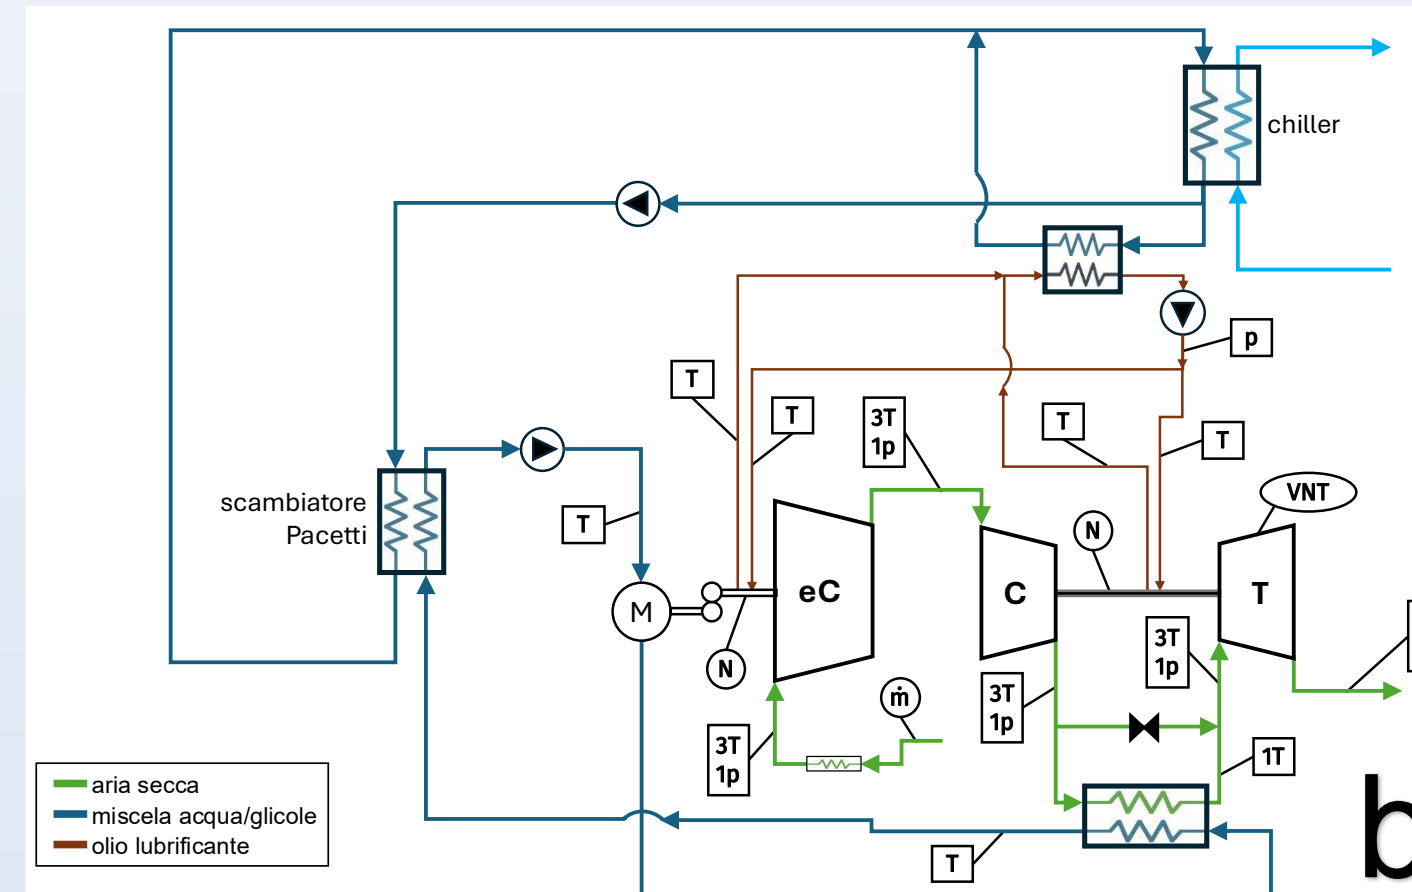 chiller
p
T
T
3T
1p
T
T
VNT
scambiatore
Pacetti
T
N
M
eC
C
T
N
3T
1p
ṁ
3T
1p
3T
1p
1T
aria secca
miscela acqua/glicole
olio lubrificante
T
b